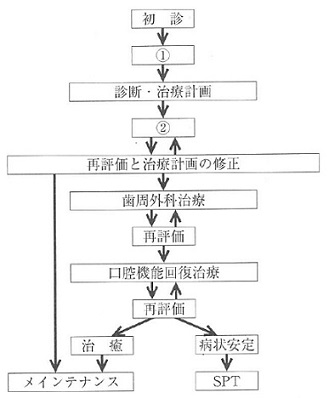 初　診
①
診断・治療計画
②
再評価と治療計画の修正
歯周外科治療
再評価
口腔機能回復治療
再評価
治　癒
病状安定
メインテナンス
SPT